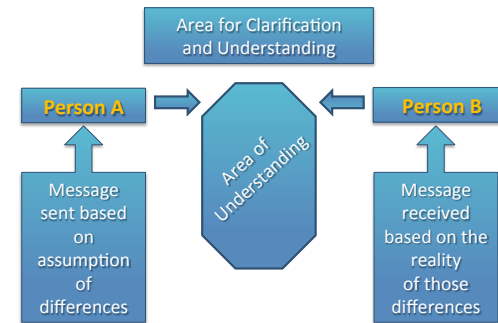 Area for Clarification
and Understanding
Person A
Person B
Area of
Understanding
Message
sent based
on
assumption
of
differences
Message
received
based on the
reality
of those
differences